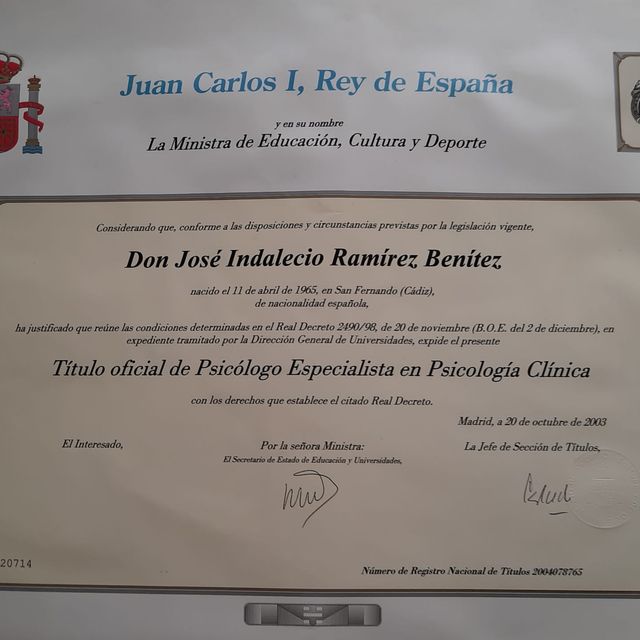 Juan Carlos I, Rey de España
y en su nombre
La Ministra de Educación, Cultura y Deporte
Considerando que, conforme a las disposiciones y circunstancias previstas por la legislación vigente,
Don José Indalecio Ramírez Benítez
nacido el 11 de abril de 1965, en San Fernando (Cádiz),
de nacionalidad española,
ha justificado que reúne las condiciones determinadas en el Real Decreto 2490/98, de 20 de noviembre (B.O.E. del 2 de diciembre), en
expediente tramitado por la Dirección General de Universidades, expide el presente
Título oficial de Psicólogo Especialista en Psicología Clínica
con los derechos que establece el citado Real Decreto.
Madrid, a 20 de octubre de 2003
El Interesado,
Por la señora Ministra:
La Jefe de Sección de Títulos,
El Secretario de Estado de Educación y Universidades,
20714
Número de Registro Nacional de Títulos 2004078765